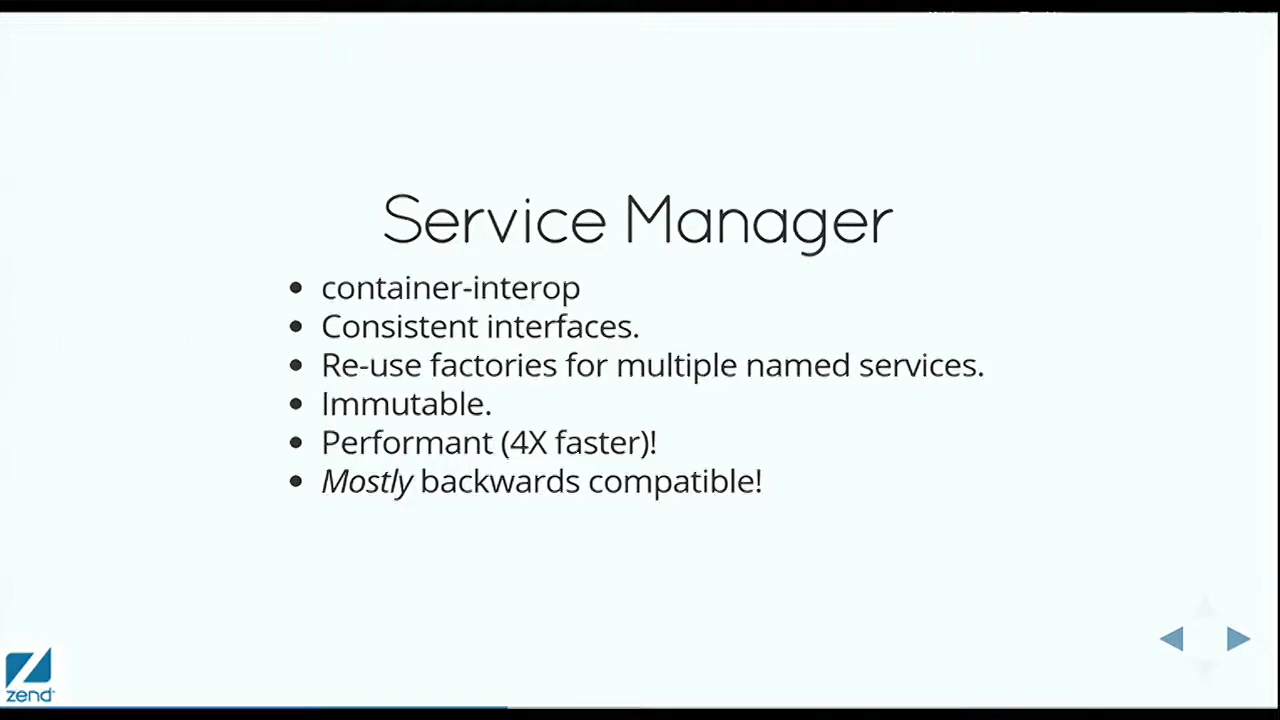 Service Manager
container-interop
Consistent interfaces.
Re-use factories for multiple named services.
Immutable.
Performant (4X faster)!
Mostly backwards compatible!
zend